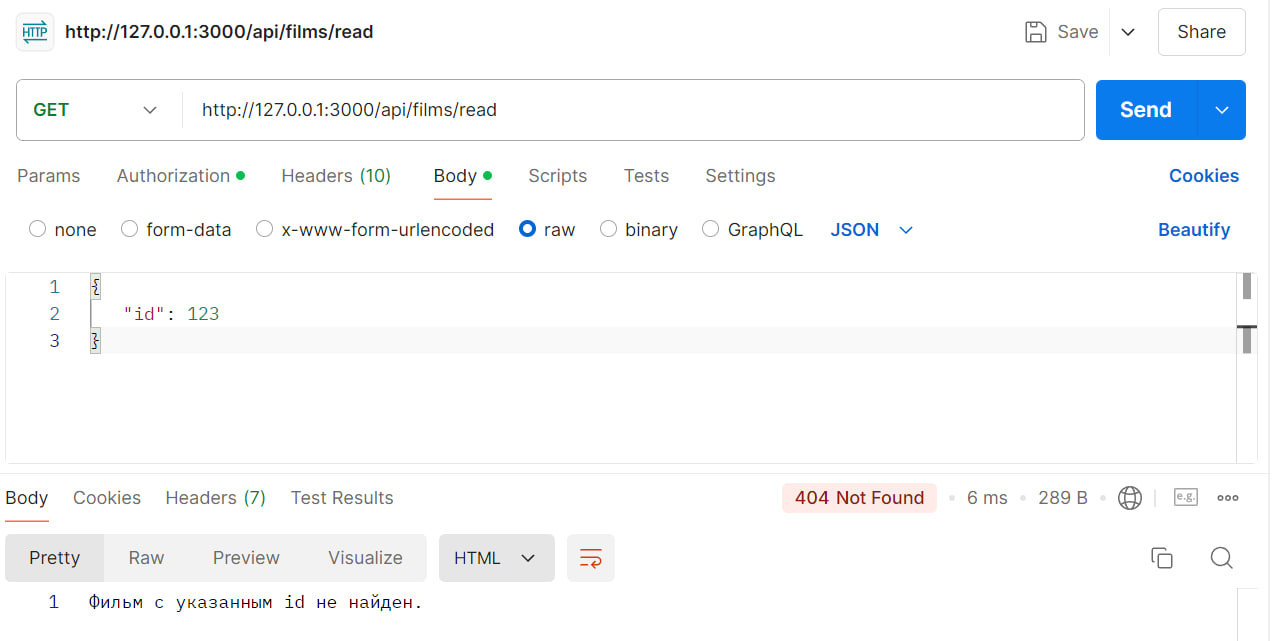 HTTP http://127.0.0.1:3000/api/films/read Save Share
GET http://127.0.0.1:3000/api/films/read Send
Params Authorization Headers (10) Body Scripts Tests Settings Cookies
none form-data x-www-form-urlencoded raw binary GraphQL JSON Beautify
1 {
2 "id": 123
3 }
Body Cookies Headers (7) Test Results 404 Not Found 6 ms 289 B e.g.
Pretty Raw Preview Visualize HTML
1 Фильм с указанным id не найден.